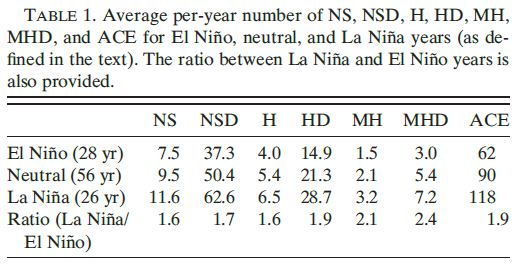 TABLE 1. Average per-year number of NS, NSD, H, HD, MH,
MHD, and ACE for El Niño, neutral, and La Niña years (as de-
fined in the text). The ratio between La Niña and El Niño years is
also provided.
NS NSD H HD MH MHD ACE
El Niño (28 yr) 7.5 37.3 4.0 14.9 1.5 3.0 62
Neutral (56 yr) 9.5 50.4 5.4 21.3 2.1 5.4 90
La Niña (26 yr) 11.6 62.6 6.5 28.7 3.2 7.2 118
Ratio (La Niña/ 1.6 1.7 1.6 1.9 2.1 2.4 1.9
El Niño)